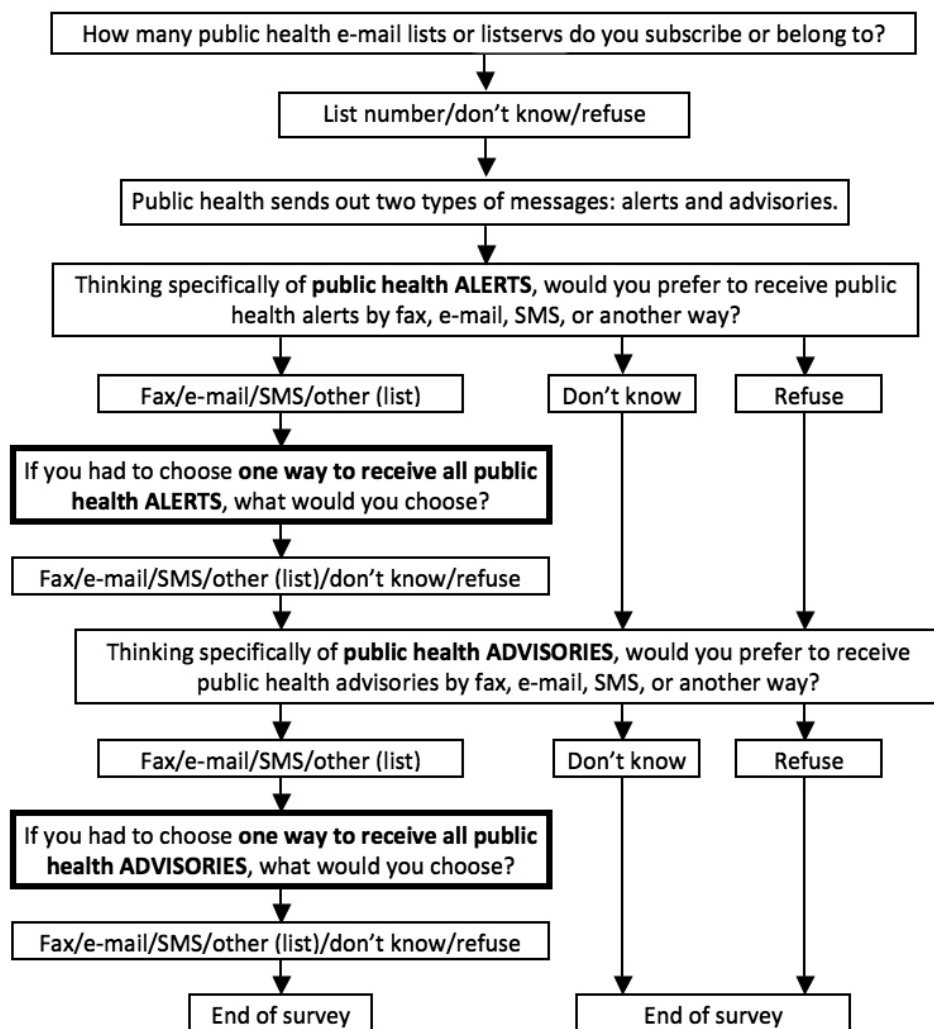 How many public health e-mail lists or listservs do you subscribe or belong to?
List number/don't know/refuse
Public health sends out two types of messages: alerts and advisories.
Thinking specifically of public health ALERTS, would you prefer to receive public
health alerts by fax, e-mail, SMS, or another way?
Fax/e-mail/SMS/other (list)
Don't know
Refuse
If you had to choose one way to receive all public
health ALERTS, what would you choose?
Fax/e-mail/SMS/other (list)/don't know/refuse
Thinking specifically of public health ADVISORIES, would you prefer to receive
public health advisories by fax, e-mail, SMS, or another way?
Fax/e-mail/SMS/other (list)
Don't know
Refuse
If you had to choose one way to receive all public
health ADVISORIES, what would you choose?
Fax/e-mail/SMS/other (list)/don't know/refuse
End of survey
End of survey